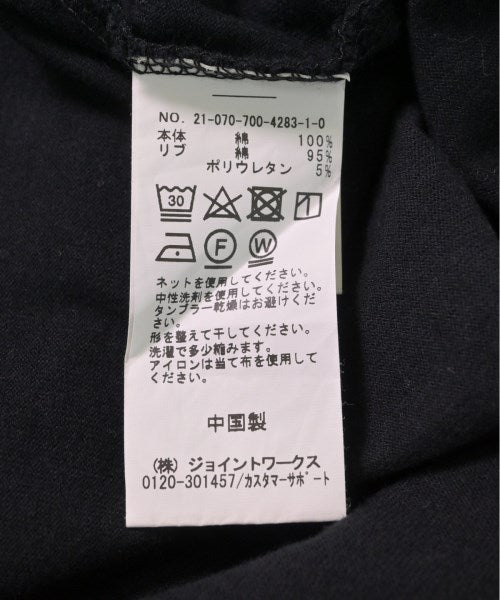 NO. 21-070-700-4283-1-0
本体 綿 100%
リブ 綿 95%
ポリウレタン 5%
30
F W
ネットを使用してください。
中性洗剤を使用してください。
タンブラー乾燥はお避けくだ
さい。
形を整えて干してください。
洗濯で多少縮みます。
アイロンは当て布を使用して
ください。
中国製
(株) ジョイントワークス
0120-301457/カスタマーサポート